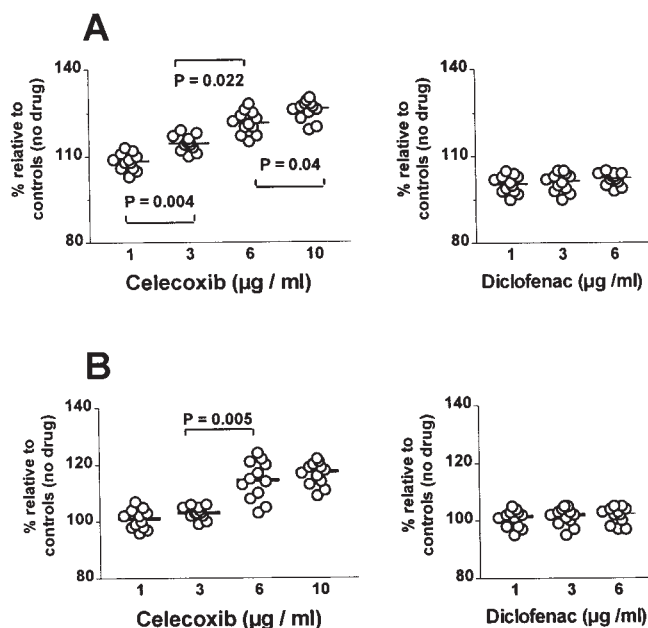 A
% relative to
controls (no drug)
140
110
80
P = 0.022
P = 0.004
P = 0.04
1 3 6 10
Celecoxib (µg / ml)
% relative to
controls (no drug)
140
110
80
1 3 6
Diclofenac (µg /ml)
B
% relative to
controls (no drug)
140
120
100
80
P = 0.005
1 3 6 10
Celecoxib (µg / ml)
% relative to
controls (no drug)
140
120
100
80
1 3 6
Diclofenac (µg /ml)